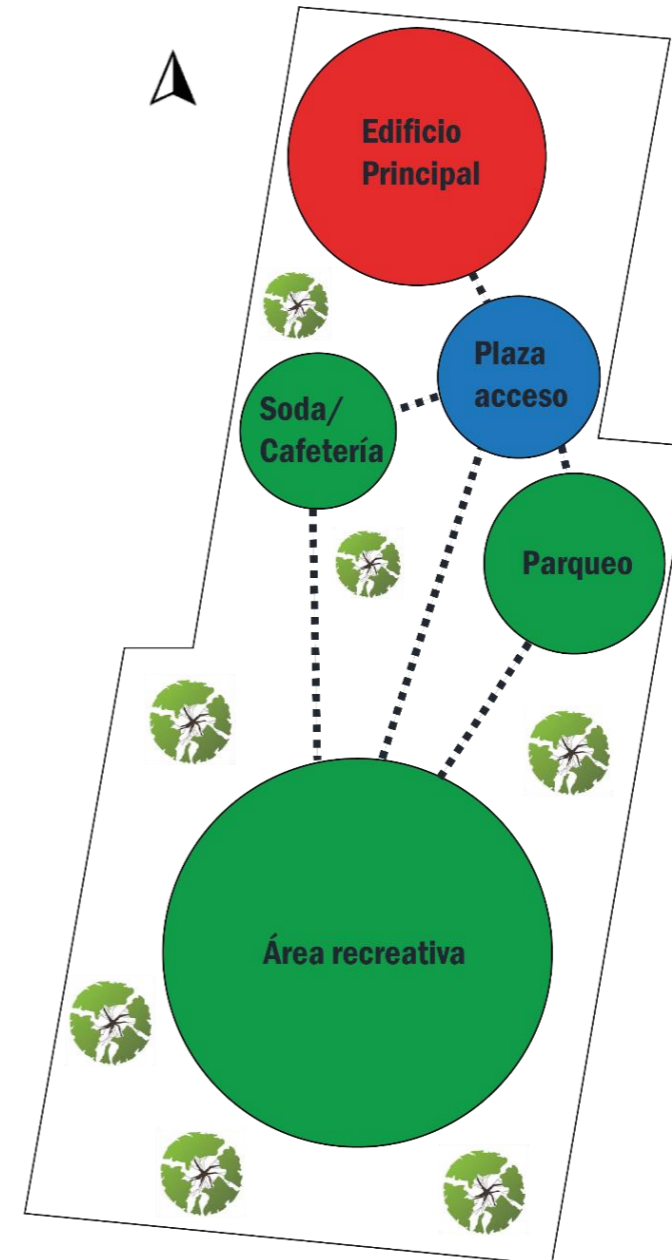 Edificio
Principal
Plaza
acceso
Soda/
Cafetería
Parqueo
Área recreativa